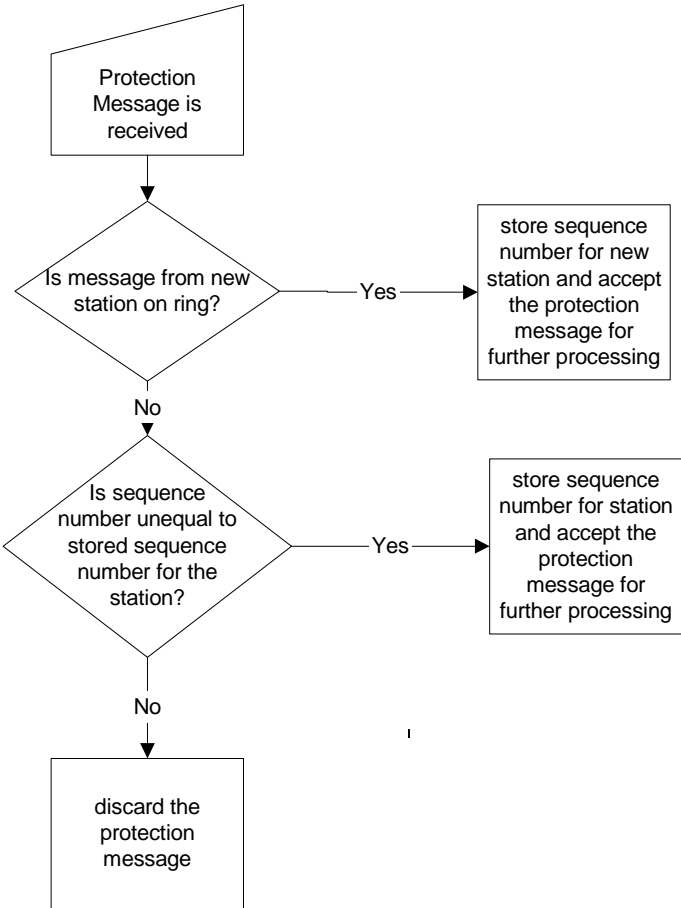 Protection
Message is
received
Is message from new
station on ring?
Yes
store sequence
number for new
station and accept
the protection
message for
further processing
No
Is sequence
number unequal to
stored sequence
number for the
station?
Yes
store sequence
number for station
and accept the
protection
message for
further processing
No
discard the
protection
message